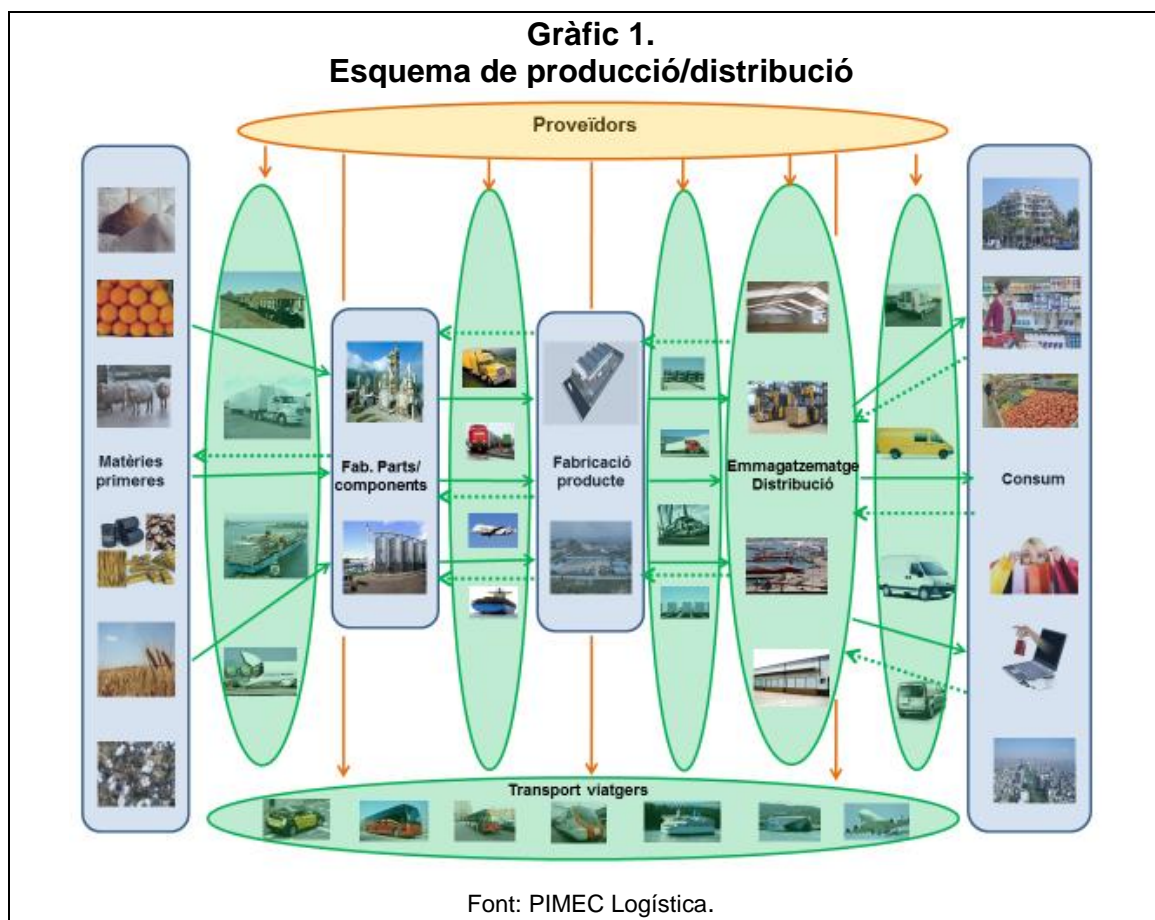 Gràfic 1.
Esquema de producció/distribució
Proveïdors
Matèries
primeres
Fab. Parts/
components
Fabricació
producte
Emmagatzematge
Distribució
Consum
Transport viatgers
Font: PIMEC Logística.